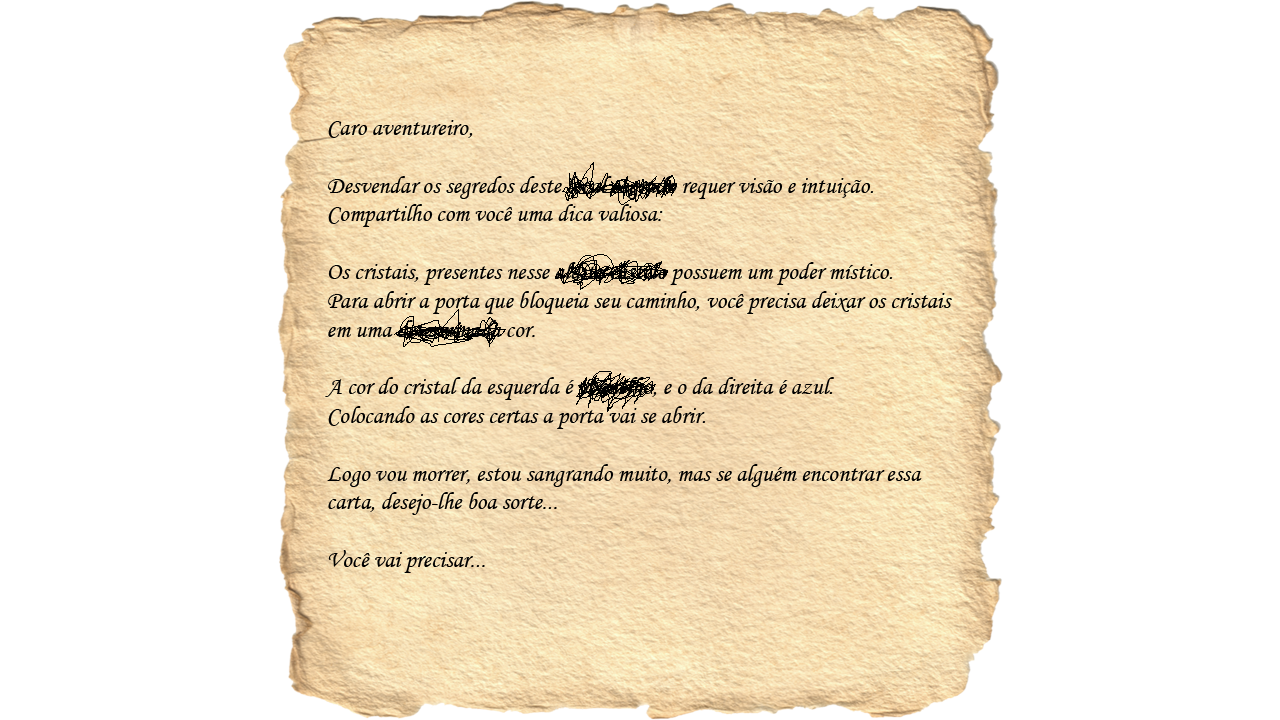 Caro aventureiro,
Desvendar os segredos deste requer visão e intuição.
Compartilho com você uma dica valiosa:
Os cristais, presentes nesse possuem um poder místico.
Para abrir a porta que bloqueia seu caminho, você precisa deixar os cristais
em uma cor.
A cor do cristal da esquerda é , e o da direita é azul.
Colocando as cores certas a porta vai se abrir.
Logo vou morrer, estou sangrando muito, mas se alguém encontrar essa
carta, desejo-lhe boa sorte...
Você vai precisar...